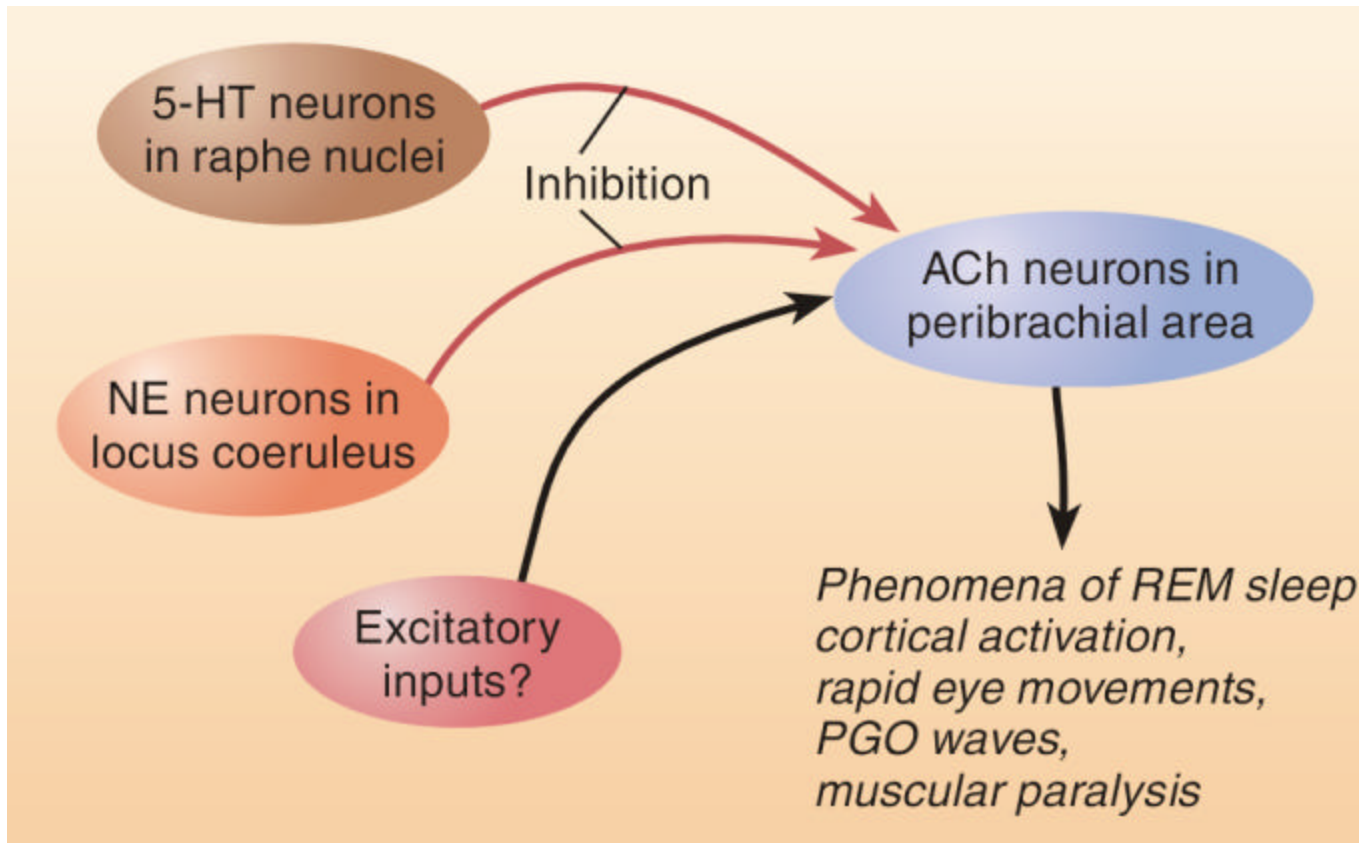 5-HT neurons
in raphe nuclei
Inhibition
ACh neurons in
peribrachial area
NE neurons in
locus coeruleus
Excitatory
inputs?
Phenomena of REM sleep
cortical activation,
rapid eye movements,
PGO waves,
muscular paralysis